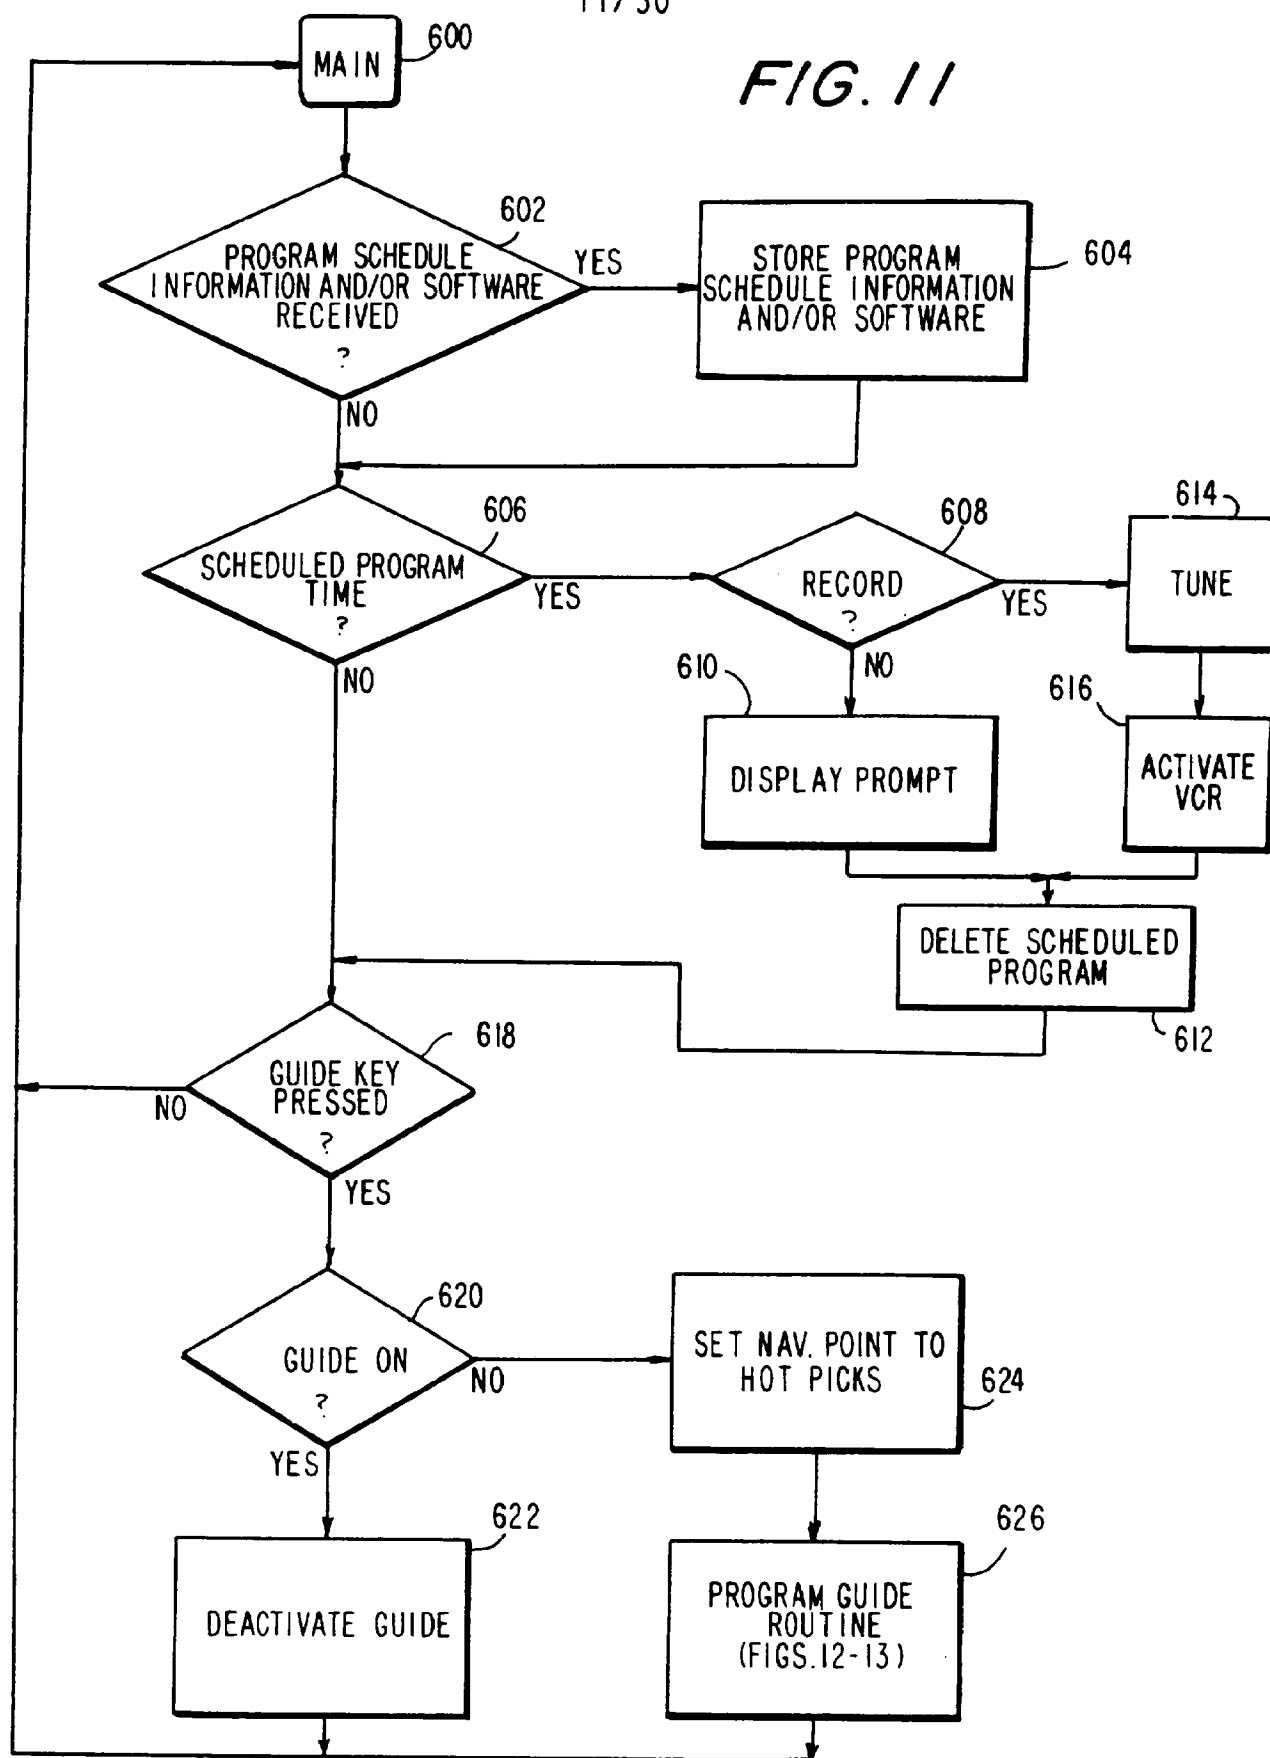 11/30
600
MAIN
FIG. 11
602
PROGRAM SCHEDULE
INFORMATION AND/OR SOFTWARE
RECEIVED
?
YES
STORE PROGRAM
SCHEDULE INFORMATION
AND/OR SOFTWARE
604
NO
606
SCHEDULED PROGRAM
TIME
?
YES
608
RECORD
?
YES
614
TUNE
NO
NO
610
DISPLAY PROMPT
616
ACTIVATE
VCR
DELETE SCHEDULED
PROGRAM
612
618
GUIDE KEY
PRESSED
?
NO
YES
620
GUIDE ON
?
NO
SET NAV. POINT TO
HOT PICKS
624
YES
622
DEACTIVATE GUIDE
626
PROGRAM GUIDE
ROUTINE
(FIGS.12-13)